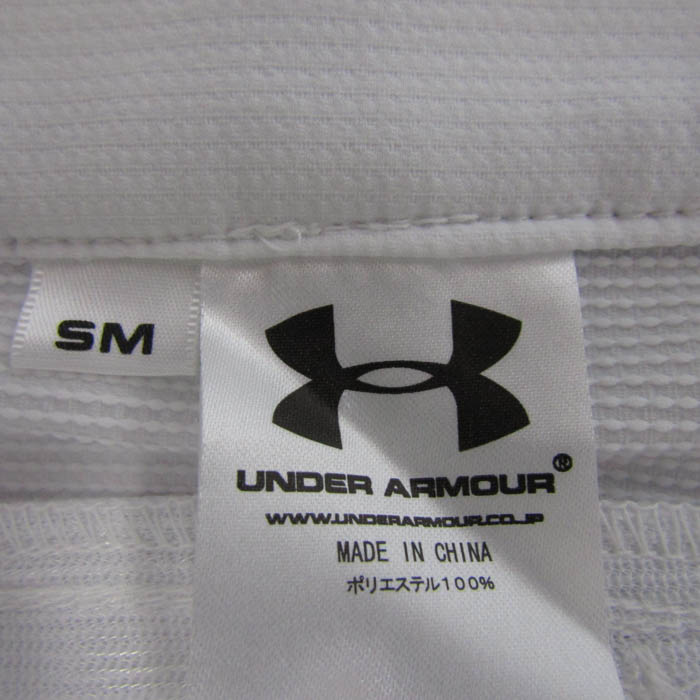 SM
UNDER ARMOUR®
WWW.UNDERARMOUR.CO.JP
MADE IN CHINA
ポリエステル100%